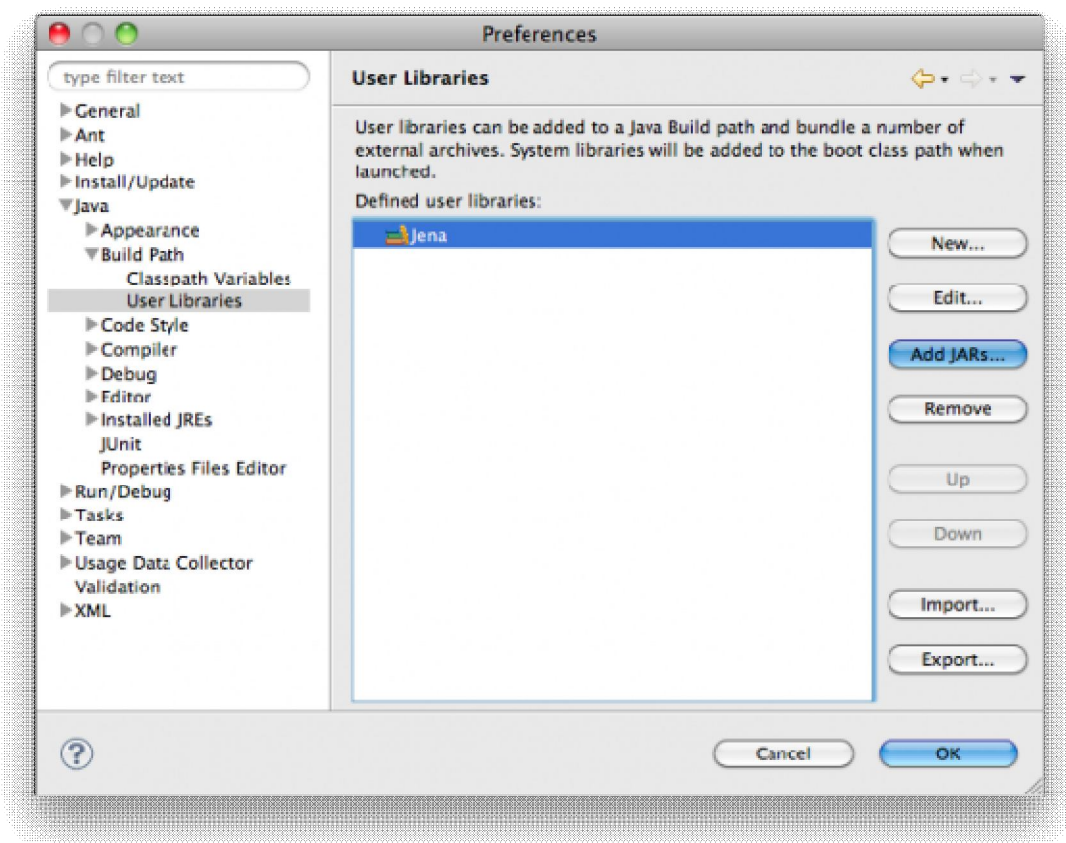 Preferences
type filter text
General
Ant
Help
Install/Update
Java
Appearance
Build Path
Classpath Variables
User Libraries
Code Style
Compiler
Debug
Editor
Installed JREs
JUnit
Properties Files Editor
Run/Debug
Tasks
Team
Usage Data Collector
Validation
XML
User Libraries
User libraries can be added to a Java Build path and bundle a number of
external archives. System libraries will be added to the boot class path when
launched.
Defined user libraries:
Jena
New...
Edit...
Add JARs...
Remove
Up
Down
Import...
Export...
?
Cancel
OK